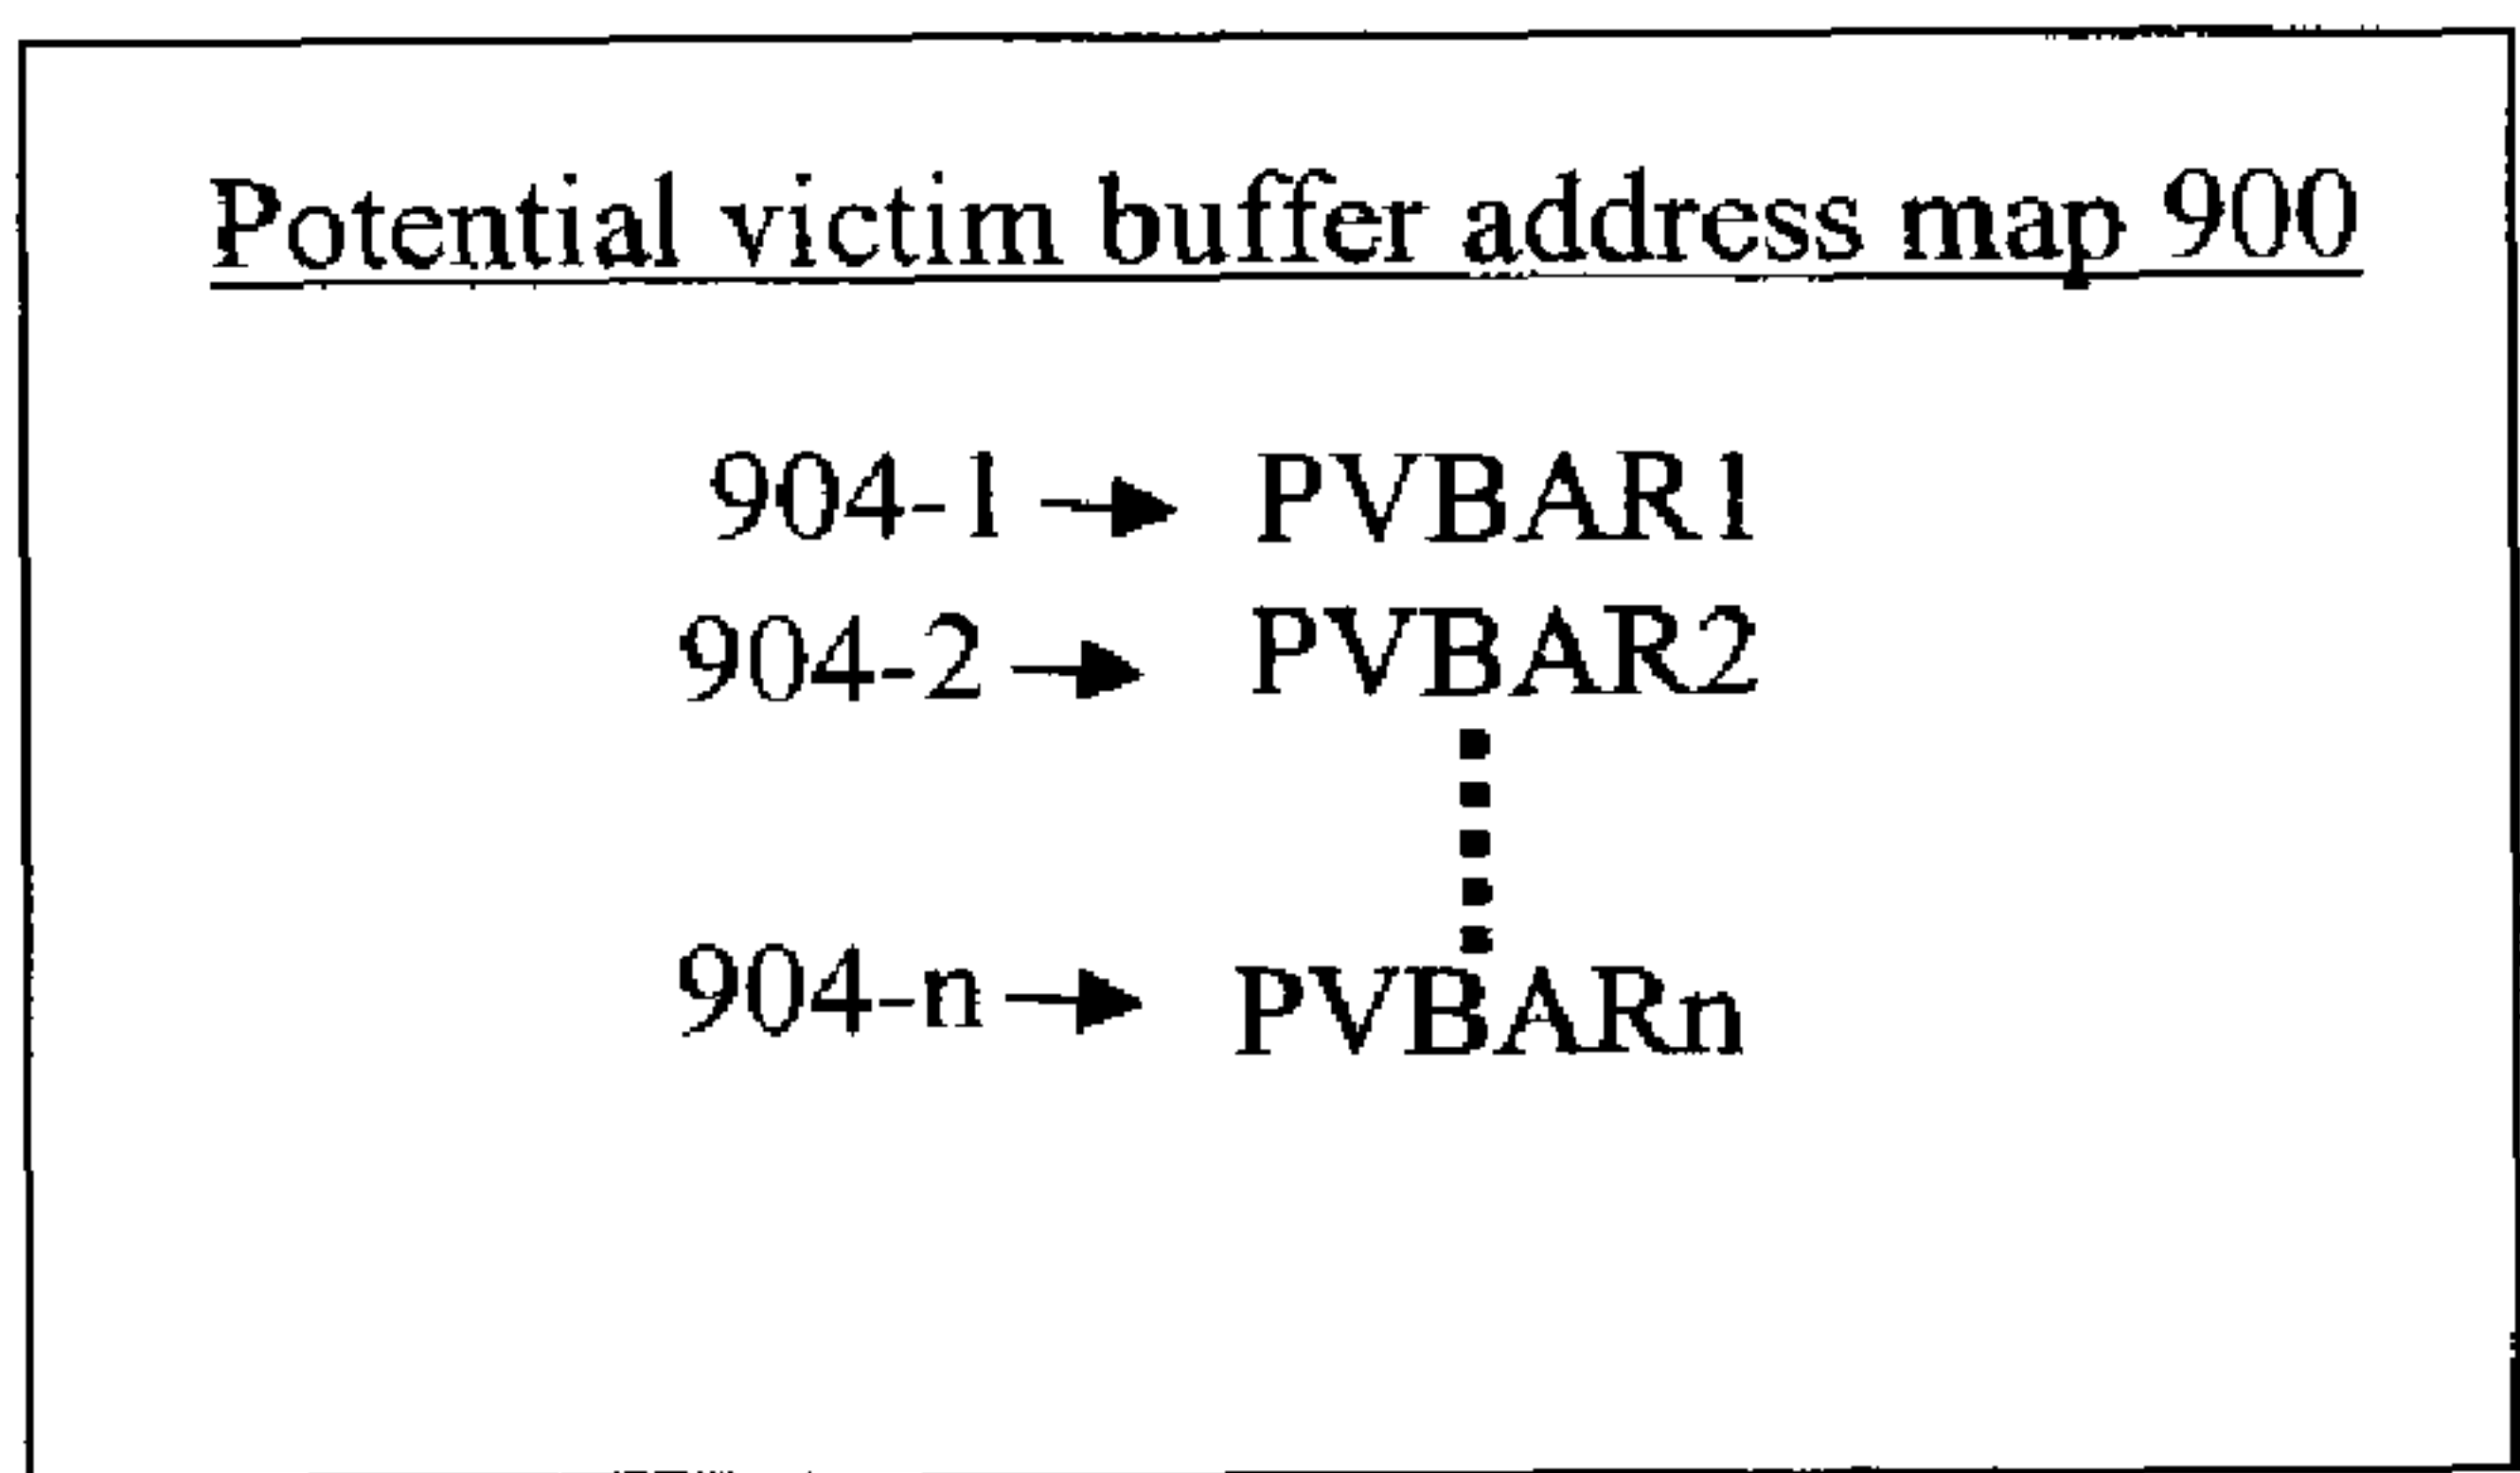 Potential victim buffer address map 900
904-1 → PVBAR1
904-2 → PVBAR2
904-n → PVBARn